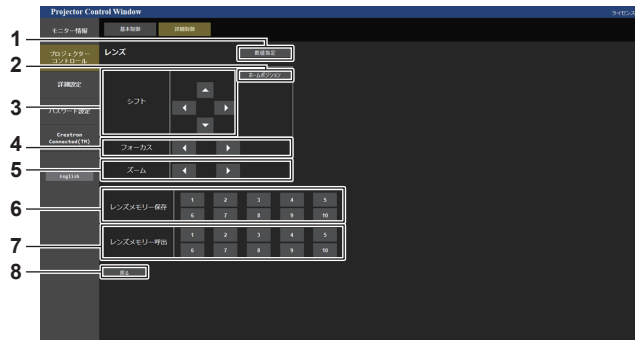 Projector Control Window
ライセンス
モニター情報
基本制御 詳細制御
1
プロジェクター
コントロール
レンズ
数値指定
2
ホームポジション
詳細設定
3
シフト
パスワード設定
4
Crestron
Connected(TM)
フォーカス
5
ズーム
English
6
レンズメモリー保存
1 2 3 4 5
6 7 8 9 10
7
レンズメモリー呼出
1 2 3 4 5
6 7 8 9 10
8
戻る